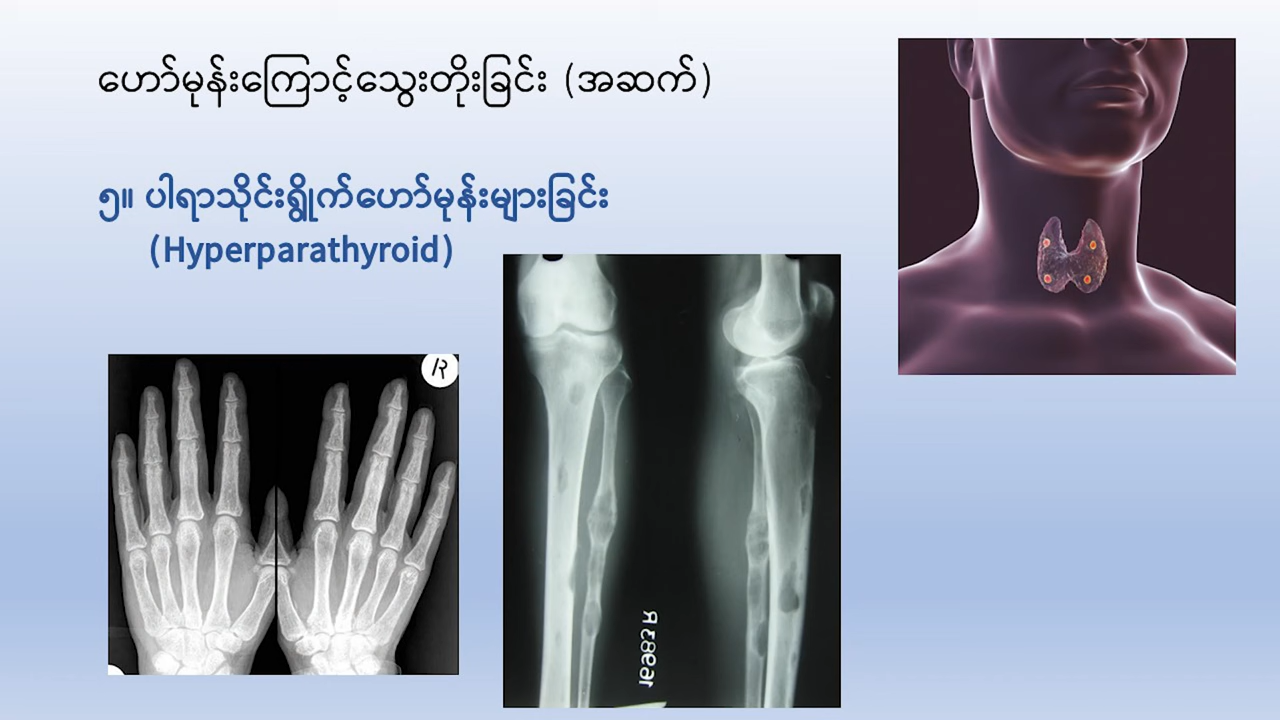 ဟော်မုန်းကြောင့်သွေးတိုးခြင်း (အဆက်)
၅။ ပါရာသိုင်းရွိုက်ဟော်မုန်းများခြင်း
(Hyperparathyroid)
R